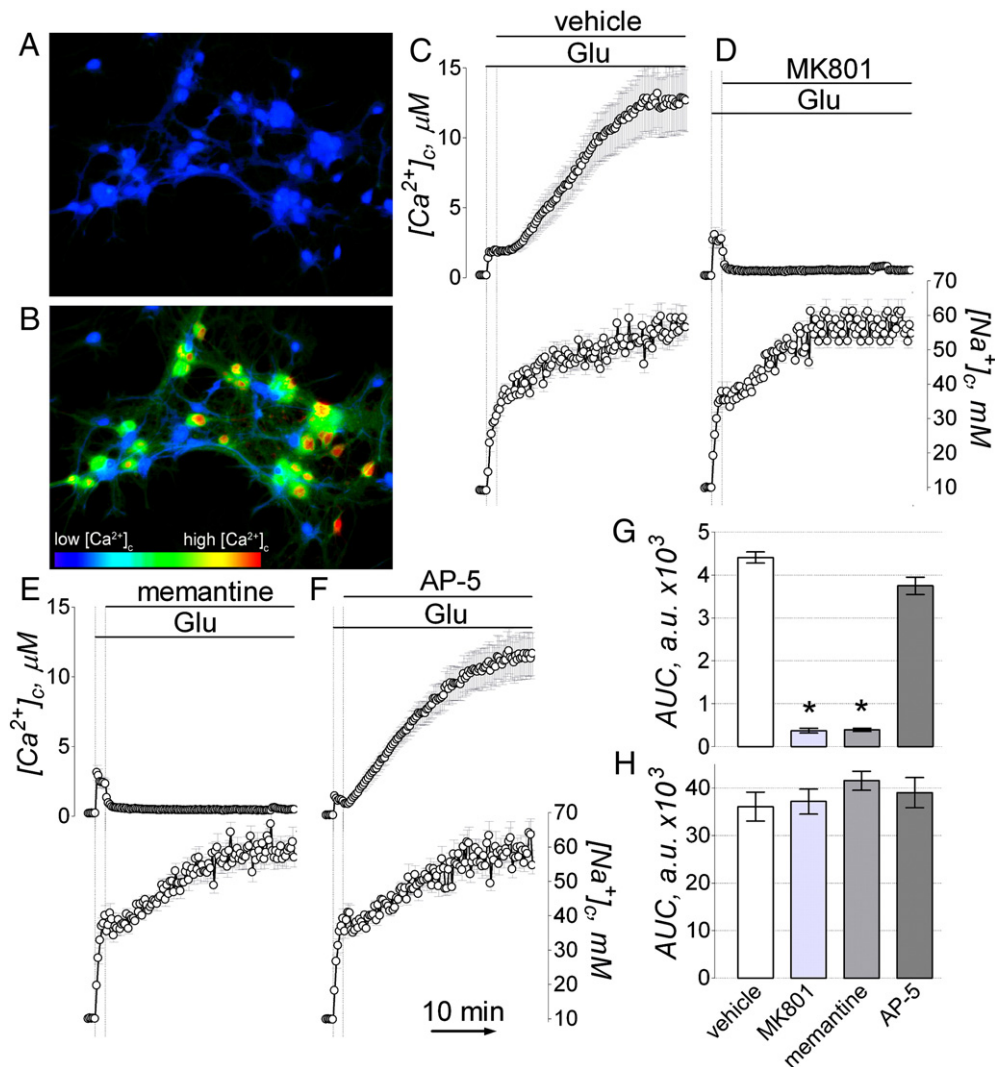 A
B
low [Ca²⁺]c
high [Ca²⁺]c
C
vehicle
Glu
15
10
5
0
[Ca²⁺]c, µM
D
MK801
Glu
70
60
50
40
30
20
10
[Na⁺]c, mM
E
memantine
Glu
15
10
5
0
[Ca²⁺]c, µM
F
AP-5
Glu
70
60
50
40
30
20
10
[Na⁺]c, mM
10 min
G
5
4
3
2
1
0
AUC, a.u. x10³
*
*
H
40
30
20
10
0
AUC, a.u. x10³
vehicle
MK801
memantine
AP-5